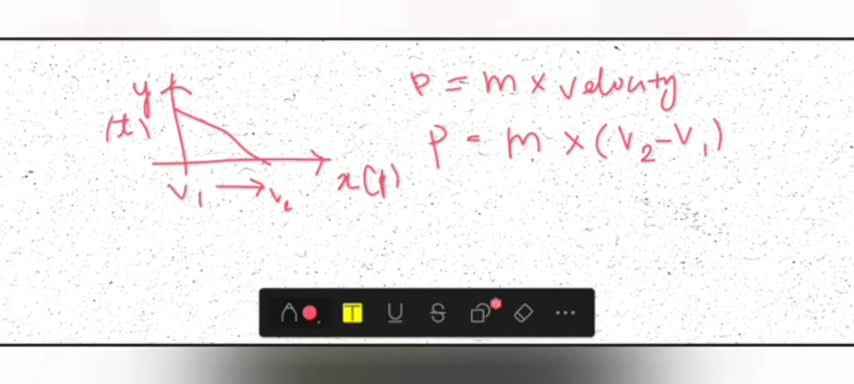 y
(t)
x(p)
V₁ → V₂
P = m × velocity
P = m × (V₂-V₁)